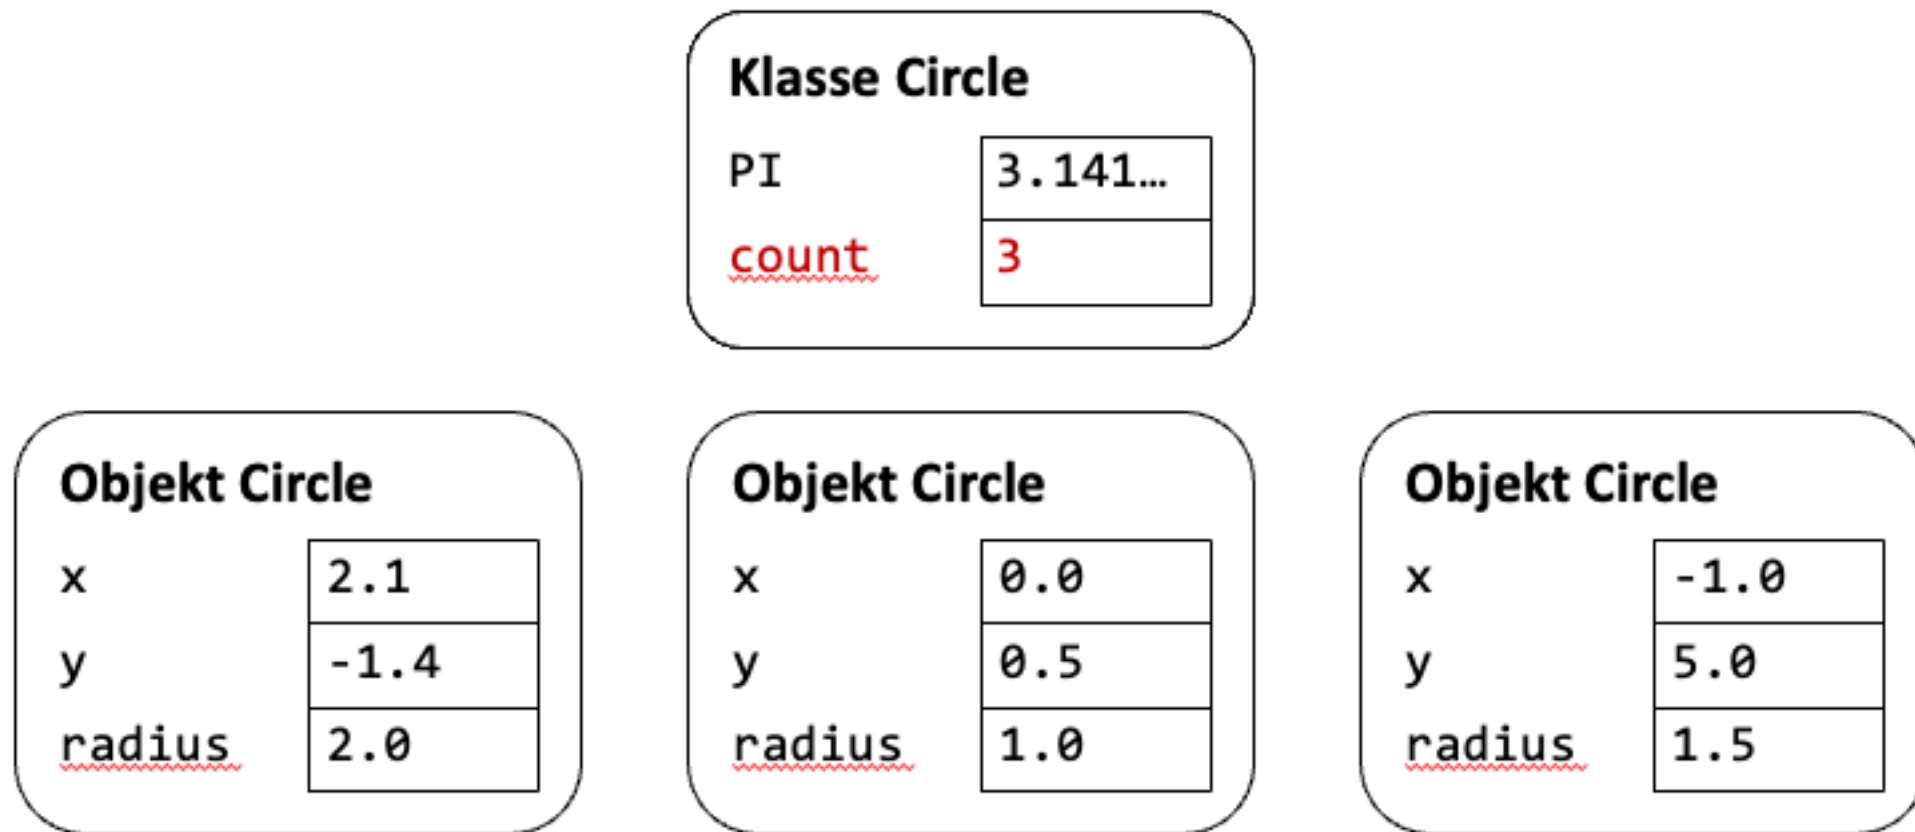 Klasse Circle
PI 3.141…
count 3
Objekt Circle
x 2.1
y -1.4
radius 2.0
Objekt Circle
x 0.0
y 0.5
radius 1.0
Objekt Circle
x -1.0
y 5.0
radius 1.5